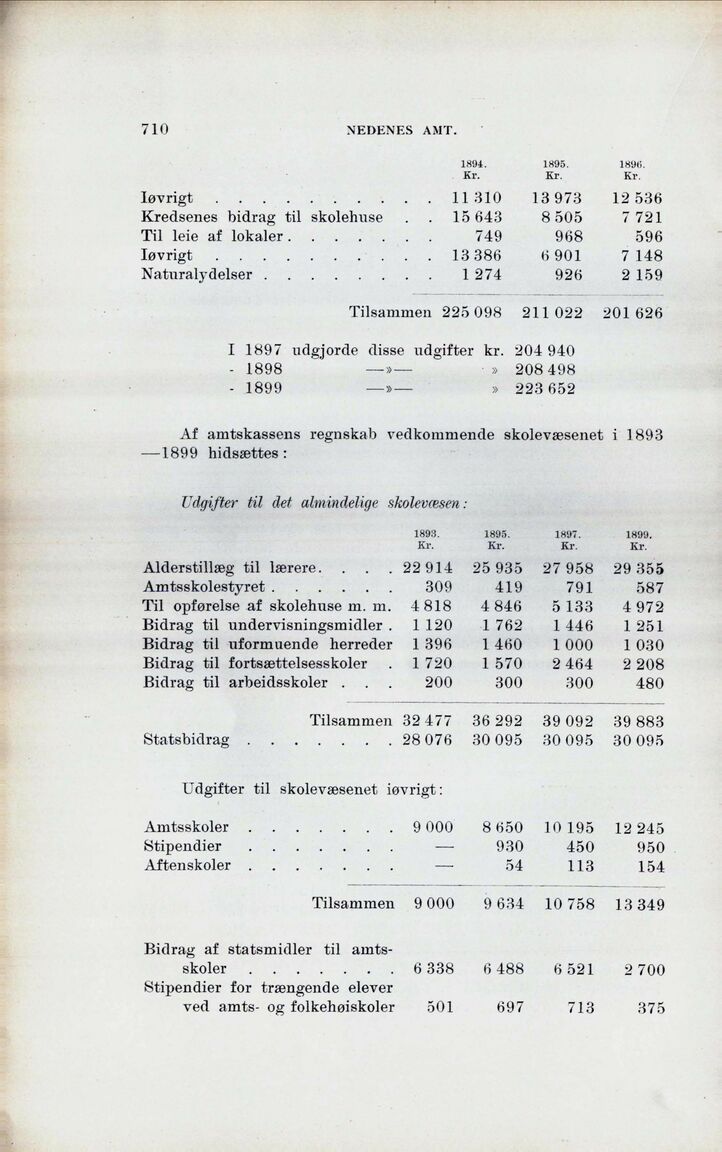 710 NEDENES AMT.
1894. 1895. 1896.
Kr. Kr. Kr.
Iøvrigt . . . . . . . . . . 11 310 13 973 12 536
Kredsenes bidrag til skolehuse . . 15 643 8 505 7 721
Til leie af lokaler . . . . . . . 749 968 596
Iøvrigt . . . . . . . . . . 13 386 6 901 7 148
Naturalydelser . . . . . . . . 1 274 926 2 159
Tilsammen 225 098 211 022 201 626
I 1897 udgjorde disse udgifter kr. 204 940
- 1898 —»— » 208 498
- 1899 —»— » 223 652
Af amtskassens regnskab vedkommende skolevæsenet i 1893
—1899 hidsættes:
Udgifter til det almindelige skolevæsen:
1893. 1895. 1897. 1899.
Kr. Kr. Kr. Kr.
Alderstillæg til lærere . . . . 22 914 25 935 27 958 29 355
Amtsskolestyret . . . . . . 309 419 791 587
Til opførelse af skolehuse m. m. 4 818 4 846 5 133 4 972
Bidrag til undervisningsmidler . 1 120 1 762 1 446 1 251
Bidrag til uformuende herreder 1 396 1 460 1 000 1 030
Bidrag til fortsættelsesskoler . 1 720 1 570 2 464 2 208
Bidrag til arbeidsskoler . . . 200 300 300 480
Tilsammen 32 477 36 292 39 092 39 883
Statsbidrag . . . . . . . 28 076 30 095 30 095 30 095
Udgifter til skolevæsenet iøvrigt:
Amtsskoler . . . . . . . 9 000 8 650 10 195 12 245
Stipendier . . . . . . . — 930 450 950
Aftenskoler . . . . . . . — 54 113 154
Tilsammen 9 000 9 634 10 758 13 349
Bidrag af statsmidler til amts-
skoler . . . . . . . 6 338 6 488 6 521 2 700
Stipendier for trængende elever
ved amts- og folkehøiskoler 501 697 713 375